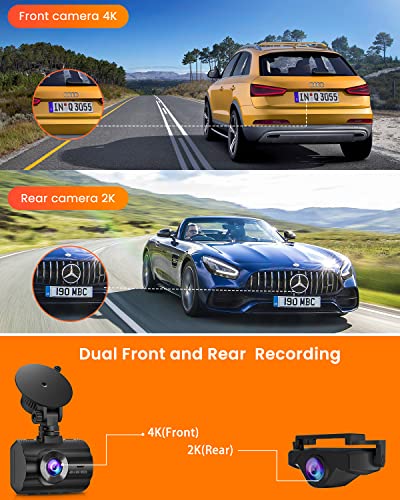 Front camera 4K
IN·Q 3055
IN·Q 3055
Rear camera 2K
190 MBC
190 MBC
Dual Front and Rear Recording
4K(Front)
2K(Rear)